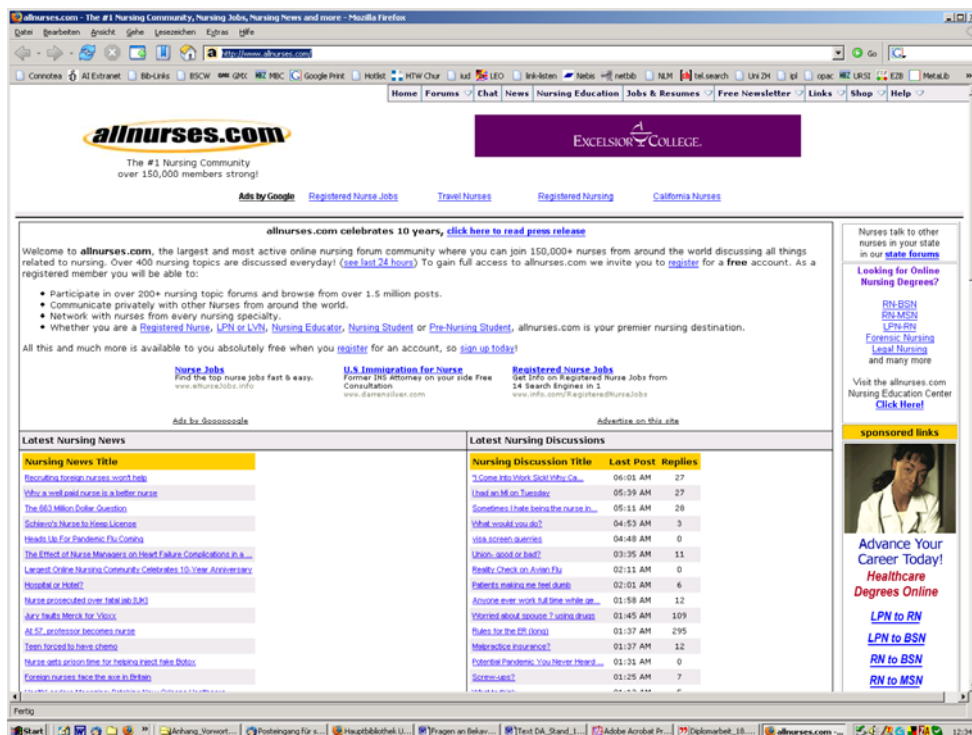 allnurses.com - The #1 Nursing Community, Nursing Jobs, Nursing News and more - Mozilla Firefox
Datei Bearbeiten Ansicht Gehe Lesezeichen Extras Hilfe
http://www.allnurses.com/ Go
Connotea AI Extranet Bib-Links BSCW GMX MBC Google Print Hotlist HTW Chur iud LEO link-listen Nebis netbib NLM tel.search Uni ZH ipl opac URSI EZB MetaLib
Home Forums Chat News Nursing Education Jobs & Resumes Free Newsletter Links Shop Help
allnurses.com
The #1 Nursing Community
over 150,000 members strong!
EXCELSIOR COLLEGE.
Ads by Google Registered Nurse Jobs Travel Nurses Registered Nursing California Nurses
allnurses.com celebrates 10 years, click here to read press release
Welcome to allnurses.com, the largest and most active online nursing forum community where you can join 150,000+ nurses from around the world discussing all things
related to nursing. Over 400 nursing topics are discussed everyday! (see last 24 hours) To gain full access to allnurses.com we invite you to register for a free account. As a
registered member you will be able to:
Participate in over 200+ nursing topic forums and browse from over 1.5 million posts.
Communicate privately with other Nurses from around the world.
Network with nurses from every nursing specialty.
Whether you are a Registered Nurse, LPN or LVN, Nursing Educator, Nursing Student or Pre-Nursing Student, allnurses.com is your premier nursing destination.
All this and much more is available to you absolutely free when you register for an account, so sign up today!
Nurse Jobs
Find the top nurse jobs fast & easy.
www.eNurseJobs.info
U.S Immigration for Nurse
Former INS Attorney on your side Free
Consultation
www.darrensilver.com
Registered Nurse Jobs
Get Info on Registered Nurse Jobs from
14 Search Engines in 1
www.info.com/RegisteredNurseJobs
Ads by Goooooogle Advertise on this site
Latest Nursing News
Nursing News Title
Recruiting foreign nurses won't help
Why a well paid nurse is a better nurse
The 663 Million Dollar Question
Schiavo's Nurse to Keep License
Heads Up For Pandemic Flu Coming
The Effect of Nurse Managers on Heart Failure Complications in a ...
Largest Online Nursing Community Celebrates 10-Year Anniversary
Hospital or Hotel?
Nurse prosecuted over fatal jab [UK]
Jury faults Merck for Vioxx
At 57, professor becomes nurse
Teen forced to have chemo
Nurse gets prison time for helping inject fake Botox
Foreign nurses face the axe in Britain
Latest Nursing Discussions
Nursing Discussion Title Last Post Replies
"I Come Into Work Sick! Why Ca... 06:01 AM 27
I had an MI on Tuesday 05:39 AM 27
Sometimes I hate being the nurse in... 05:11 AM 28
What would you do? 04:53 AM 3
visa screen querries 04:48 AM 0
Union- good or bad? 03:35 AM 11
Reality Check on Avian Flu 02:11 AM 0
Patients making me feel dumb 02:01 AM 6
Anyone ever work full time while ge... 01:58 AM 12
Worried about spouse ? using drugs 01:45 AM 109
Rules for the ER (long) 01:37 AM 295
Malpractice insurance? 01:37 AM 12
Potential Pandemic You Never Heard ... 01:31 AM 0
Screw-ups? 01:25 AM 7
Nurses talk to other
nurses in your state
in our state forums
Looking for Online
Nursing Degrees?
RN-BSN
RN-MSN
LPN-RN
Forensic Nursing
Legal Nursing
and many more
Visit the allnurses.com
Nursing Education Center
Click Here!
sponsored links
Advance Your
Career Today!
Healthcare
Degrees Online
LPN to RN
LPN to BSN
RN to BSN
RN to MSN
Fertig
Start Anhang_Vorwort... Posteingang für s... Hauptbibliothek U... Fragen an Bekav... Text DA_Stand_1... Adobe Acrobat Pr... Diplomarbeit_18.... allnurses.com -... 12:34